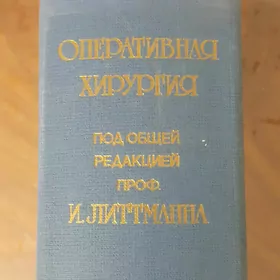 ОПЕРАТИВНАЯ
ХИРУРГИЯ
ПОД ОБЩЕЙ
РЕДАКЦИЕЙ
ПРОФ.
И. ЛИТТМАННА